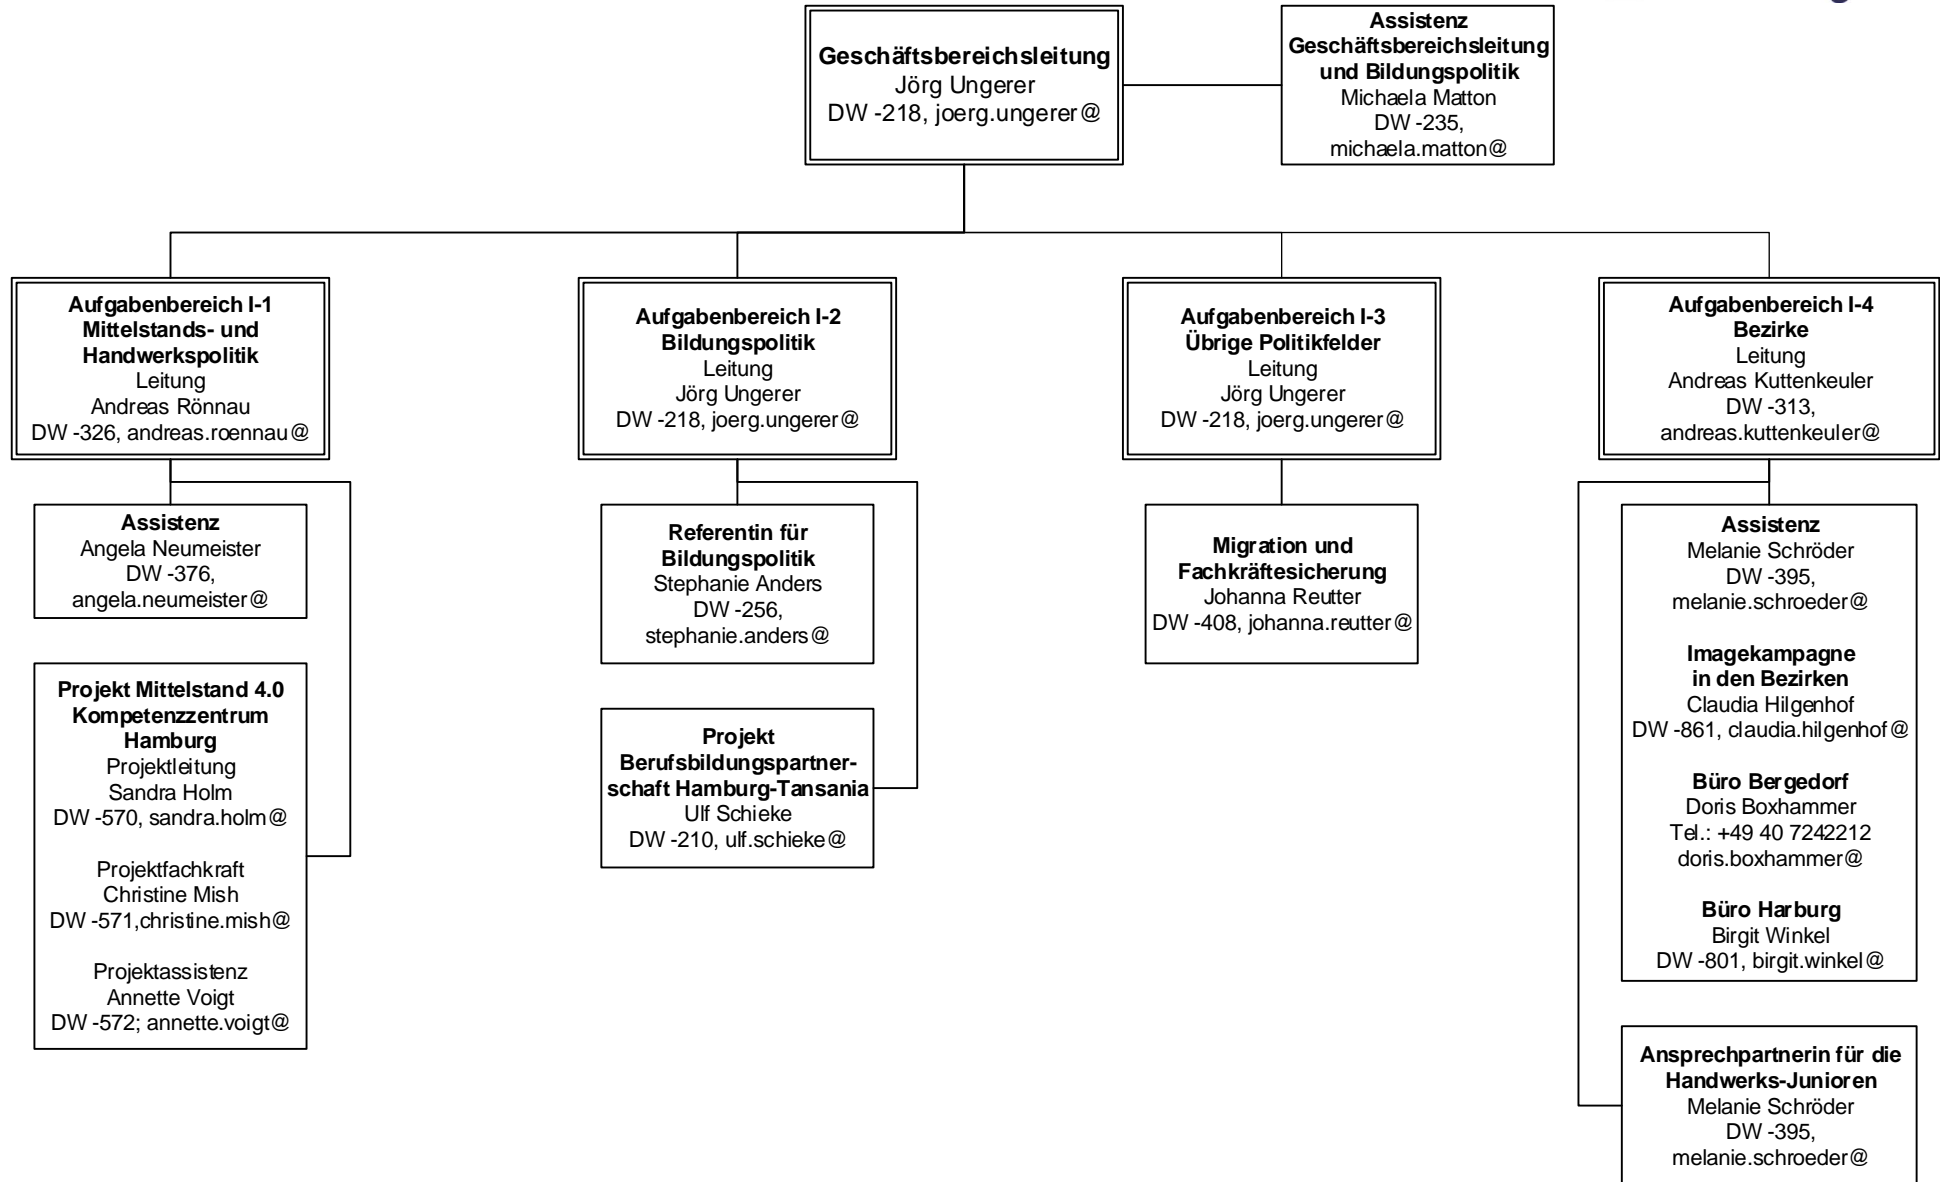 Geschäftsbereichsleitung
Jörg Ungerer
DW -218, joerg.ungerer@
Assistenz
Geschäftsbereichsleitung
und Bildungspolitik
Michaela Matton
DW -235,
michaela.matton@
Aufgabenbereich I-1
Mittelstands- und
Handwerkspolitik
Leitung
Andreas Rönnau
DW -326, andreas.roennau@
Assistenz
Angela Neumeister
DW -376,
angela.neumeister@
Projekt Mittelstand 4.0
Kompetenzzentrum
Hamburg
Projektleitung
Sandra Holm
DW -570, sandra.holm@
Projektfachkraft
Christine Mish
DW -571,christine.mish@
Projektassistenz
Annette Voigt
DW -572; annette.voigt@
Aufgabenbereich I-2
Bildungspolitik
Leitung
Jörg Ungerer
DW -218, joerg.ungerer@
Referentin für
Bildungspolitik
Stephanie Anders
DW -256,
stephanie.anders@
Projekt
Berufsbildungspartner-
schaft Hamburg-Tansania
Ulf Schieke
DW -210, ulf.schieke@
Aufgabenbereich I-3
Übrige Politikfelder
Leitung
Jörg Ungerer
DW -218, joerg.ungerer@
Migration und
Fachkräftesicherung
Johanna Reutter
DW -408, johanna.reutter@
Aufgabenbereich I-4
Bezirke
Leitung
Andreas Kuttenkeuler
DW -313,
andreas.kuttenkeuler@
Assistenz
Melanie Schröder
DW -395,
melanie.schroeder@
Imagekampagne
in den Bezirken
Claudia Hilgenhof
DW -861, claudia.hilgenhof@
Büro Bergedorf
Doris Boxhammer
Tel.: +49 40 7242212
doris.boxhammer@
Büro Harburg
Birgit Winkel
DW -801, birgit.winkel@
Ansprechpartnerin für die
Handwerks-Junioren
Melanie Schröder
DW -395,
melanie.schroeder@